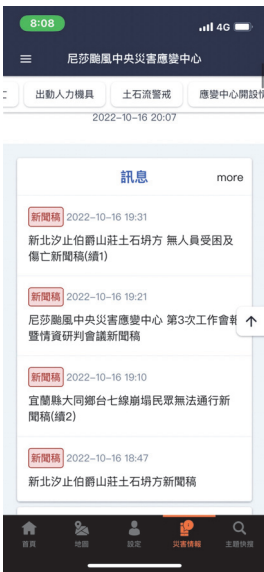 8:08
4G
尼莎颱風中央災害應變中心
出動人力機具
土石流警戒
應變中心開設情
2022-10-16 20:07
訊息
more
新聞稿 2022-10-16 19:31
新北汐止伯爵山莊土石坍方 無人員受困及
傷亡新聞稿(續1)
新聞稿 2022-10-16 19:21
尼莎颱風中央災害應變中心 第3次工作會報
暨情資研判會議新聞稿
新聞稿 2022-10-16 19:10
宜蘭縣大同鄉台七線崩塌民眾無法通行新
聞稿(續2)
新聞稿 2022-10-16 18:47
新北汐止伯爵山莊土石坍方新聞稿
首頁
地圖
設定
災害情報
主題快搜